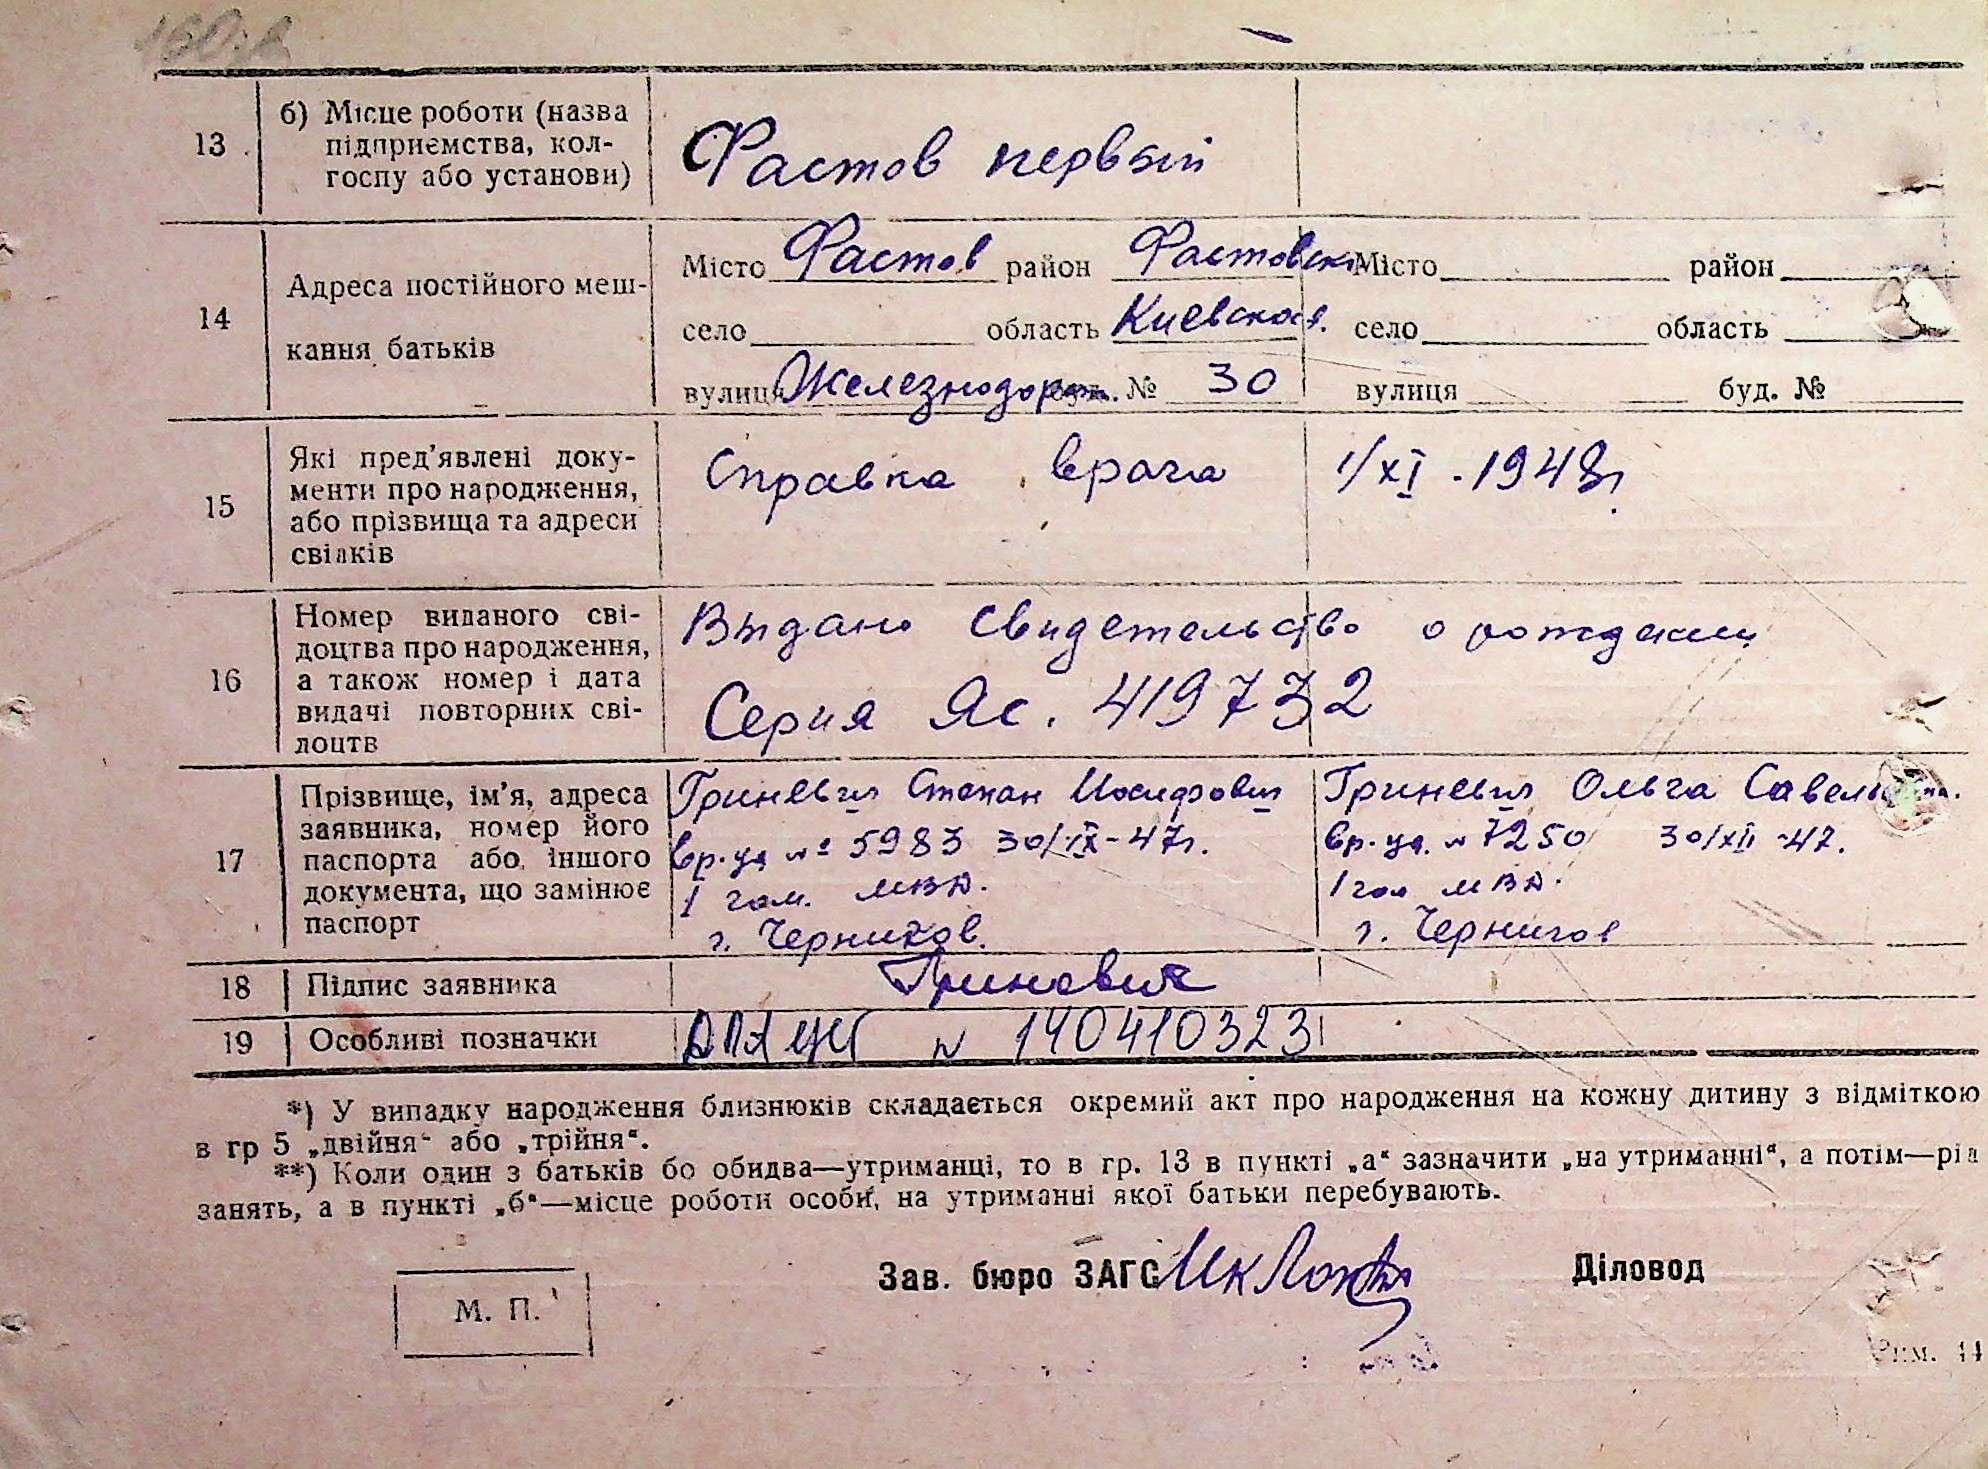 13
б) Місце роботи (назва
підприємства, кол-
госпу або установи)
Фастов первый
14
Адреса постійного меш-
кання батьків
Місто Фастов район Фастовск Місто район
село область Киевская. село область
вулиця Железнодорож. буд. № 30 вулиця буд. №
15
Які пред’явлені доку-
менти про народження,
або прізвища та адреси
свідків
Справка врача 1/XI - 1948г.
16
Номер виданого сві-
доцтва про народження,
а також номер і дата
видачі повторних сві-
доцтв
Выдано свидетельство о рождении
Серия Яс. 419732
17
Прізвище, ім’я, адреса
заявника, номер його
паспорта або іншого
документа, що замінює
паспорт
Гриневич Степан Иосифович
вр. уд № 5983 30/IX-47г.
1 гом. МВД.
г. Чернигов.
Гриневич Ольга Савельевна.
вр. уд. № 7250 30/XII-47.
1 гом МВД.
г. Чернигов
18 Підпис заявника
Гриневич
19 Особливі позначки
№ 1404103231
*) У випадку народження близнюків складається окремий акт про народження на кожну дитину з відміткою
в гр 5 „двійня“ або „трійня“.
**) Коли один з батьків бо обидва—утриманці, то в гр. 13 в пункті „а“ зазначити „на утриманні“, а потім—рід
занять, а в пункті „б“—місце роботи особи, на утриманні якої батьки перебувають.
Зав. бюро ЗАГС Діловод
М. П.